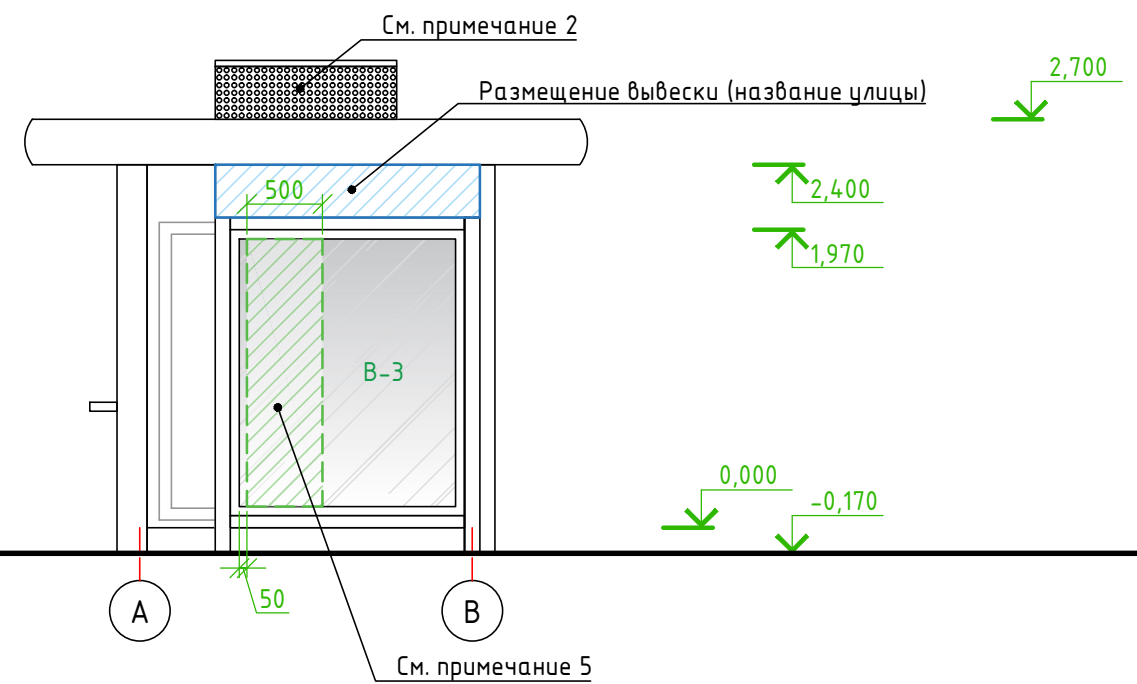 См. примечание 2
2,700
Размещение вывески (название улицы)
500
2,400
1,970
В-3
0,000
-0,170
50
А
В
См. примечание 5